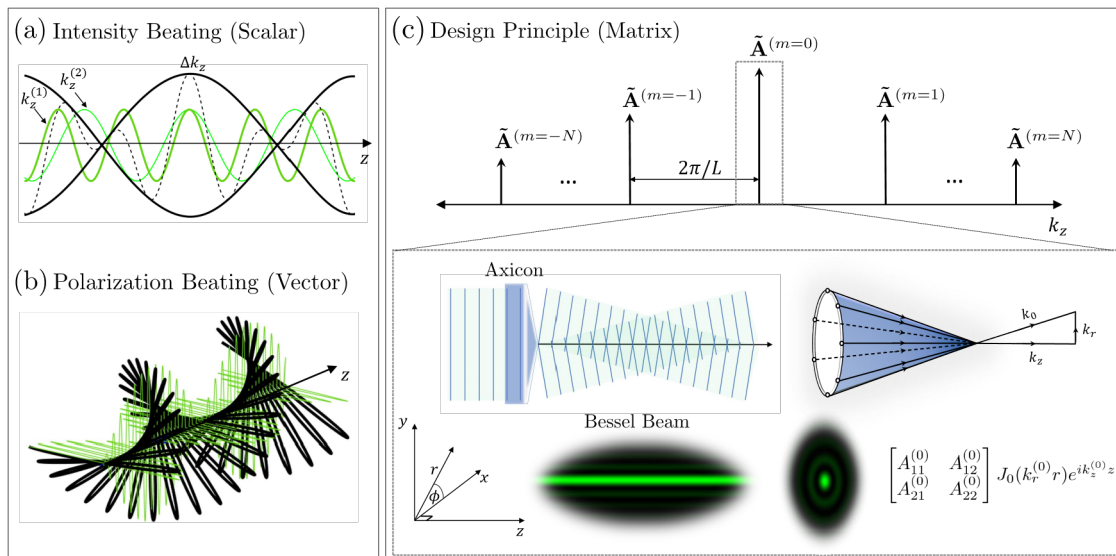 (a) Intensity Beating (Scalar)
Δk_z
k_z^(2)
k_z^(1)
z
(b) Polarization Beating (Vector)
z
(c) Design Principle (Matrix)
Ã^(m=0)
Ã^(m=−1)
Ã^(m=1)
Ã^(m=−N)
Ã^(m=N)
2π/L
...
...
k_z
Axicon
k_0
k_r
k_z
Bessel Beam
y
r
x
ϕ
z
[A_11^(0) A_12^(0)
A_21^(0) A_22^(0)] J_0(k_r^(0)r)e^{ik_z^(0)z}